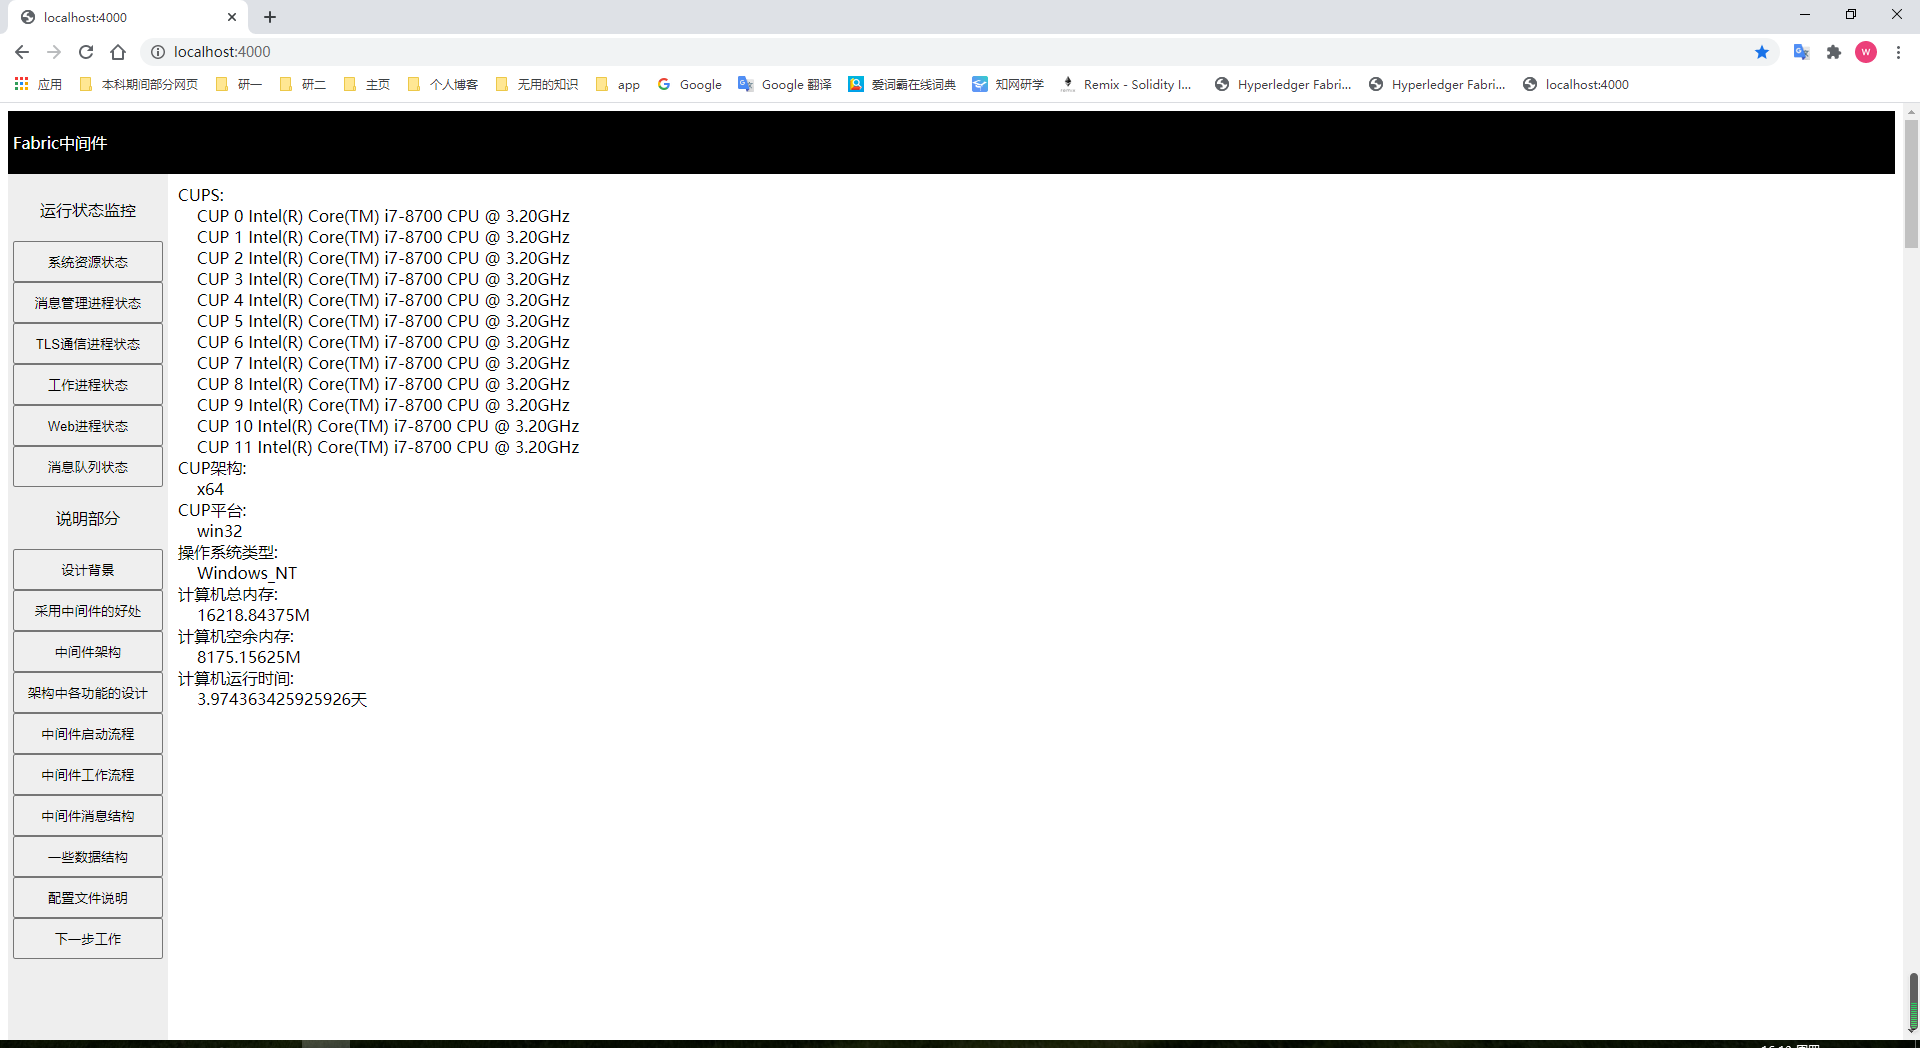 localhost:4000
localhost:4000
W
应用 本科期间部分网页 研一 研二 主页 个人博客 无用的知识 app Google Google 翻译 爱词霸在线词典 知网研学 Remix - Solidity I... Hyperledger Fabri... Hyperledger Fabri... localhost:4000
Fabric中间件
运行状态监控
系统资源状态
消息管理进程状态
TLS通信进程状态
工作进程状态
Web进程状态
消息队列状态
说明部分
设计背景
采用中间件的好处
中间件架构
架构中各功能的设计
中间件启动流程
中间件工作流程
中间件消息结构
一些数据结构
配置文件说明
下一步工作
CUPS:
CUP 0 Intel(R) Core(TM) i7-8700 CPU @ 3.20GHz
CUP 1 Intel(R) Core(TM) i7-8700 CPU @ 3.20GHz
CUP 2 Intel(R) Core(TM) i7-8700 CPU @ 3.20GHz
CUP 3 Intel(R) Core(TM) i7-8700 CPU @ 3.20GHz
CUP 4 Intel(R) Core(TM) i7-8700 CPU @ 3.20GHz
CUP 5 Intel(R) Core(TM) i7-8700 CPU @ 3.20GHz
CUP 6 Intel(R) Core(TM) i7-8700 CPU @ 3.20GHz
CUP 7 Intel(R) Core(TM) i7-8700 CPU @ 3.20GHz
CUP 8 Intel(R) Core(TM) i7-8700 CPU @ 3.20GHz
CUP 9 Intel(R) Core(TM) i7-8700 CPU @ 3.20GHz
CUP 10 Intel(R) Core(TM) i7-8700 CPU @ 3.20GHz
CUP 11 Intel(R) Core(TM) i7-8700 CPU @ 3.20GHz
CUP架构:
x64
CUP平台:
win32
操作系统类型:
Windows_NT
计算机总内存:
16218.84375M
计算机空余内存:
8175.15625M
计算机运行时间:
3.974363425925926天